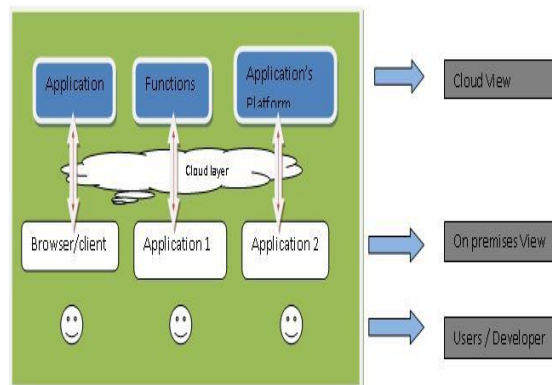 Application
Functions
Application's
Platform
Cloud View
Cloud layer
Browser/client
Application 1
Application 2
On premises View
Users / Developer